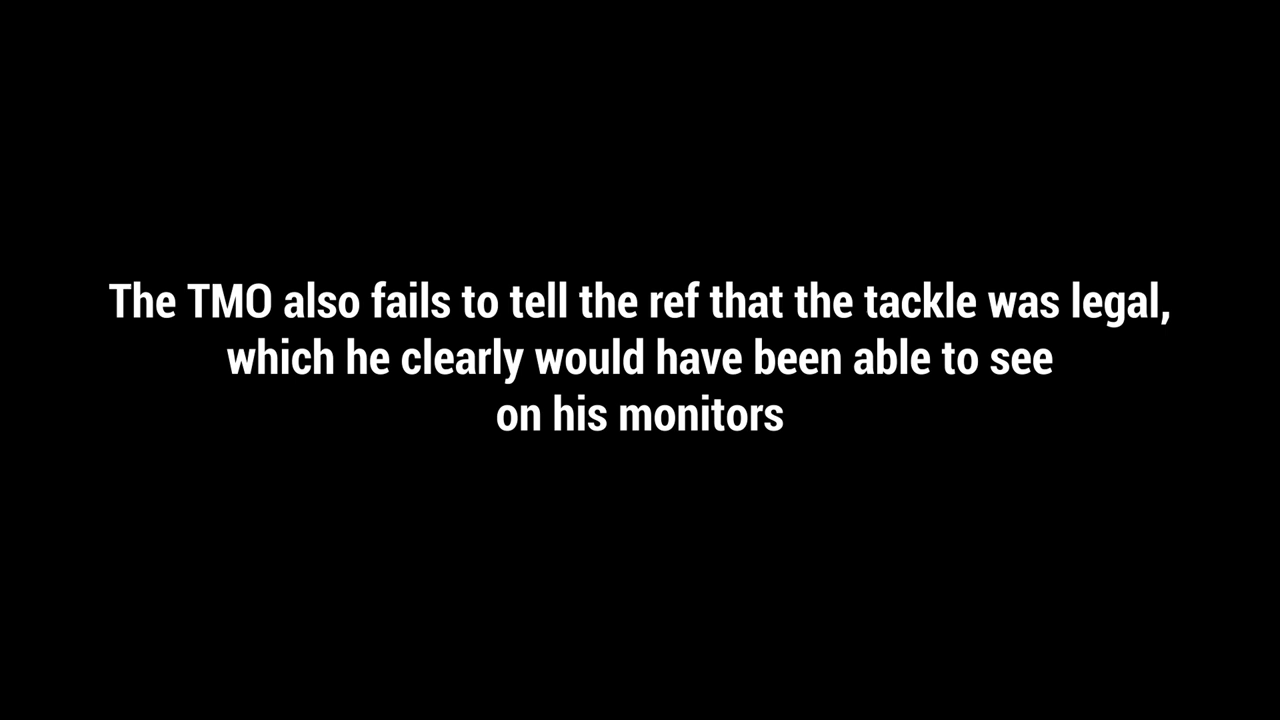 The TMO also fails to tell the ref that the tackle was legal,
which he clearly would have been able to see
on his monitors